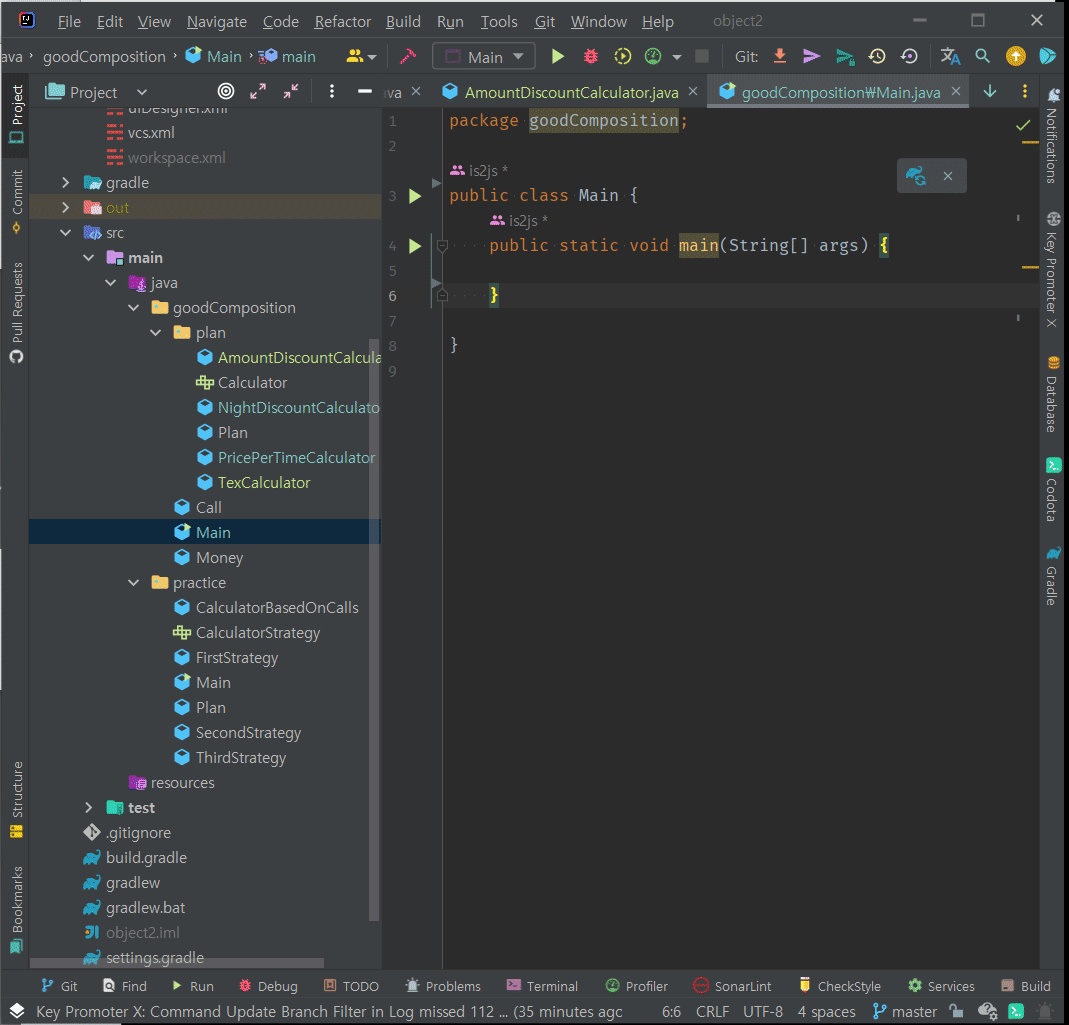 File Edit View Navigate Code Refactor Build Run Tools Git Window Help object2
ava goodComposition Main main Main Git:
Project
ava AmountDiscountCalculator.java goodComposition₩Main.java
Project
Commit
Pull Requests
Structure
Bookmarks
uiDesigner.xml
vcs.xml
workspace.xml
gradle
out
src
main
java
goodComposition
plan
AmountDiscountCalcula
Calculator
NightDiscountCalculato
Plan
PricePerTimeCalculator
TexCalculator
Call
Main
Money
practice
CalculatorBasedOnCalls
CalculatorStrategy
FirstStrategy
Main
Plan
SecondStrategy
ThirdStrategy
resources
test
.gitignore
build.gradle
gradlew
gradlew.bat
object2.iml
settings.gradle
1 package goodComposition;
2
is2js *
3 public class Main {
is2js *
4 public static void main(String[] args) {
5
6 }
7
8 }
9
Notifications
Key Promoter X
Database
Codota
Gradle
Git Find Run Debug TODO Problems Terminal Profiler SonarLint CheckStyle Services Build
Key Promoter X: Command Update Branch Filter in Log missed 112 ... (35 minutes agc 6:6 CRLF UTF-8 4 spaces master